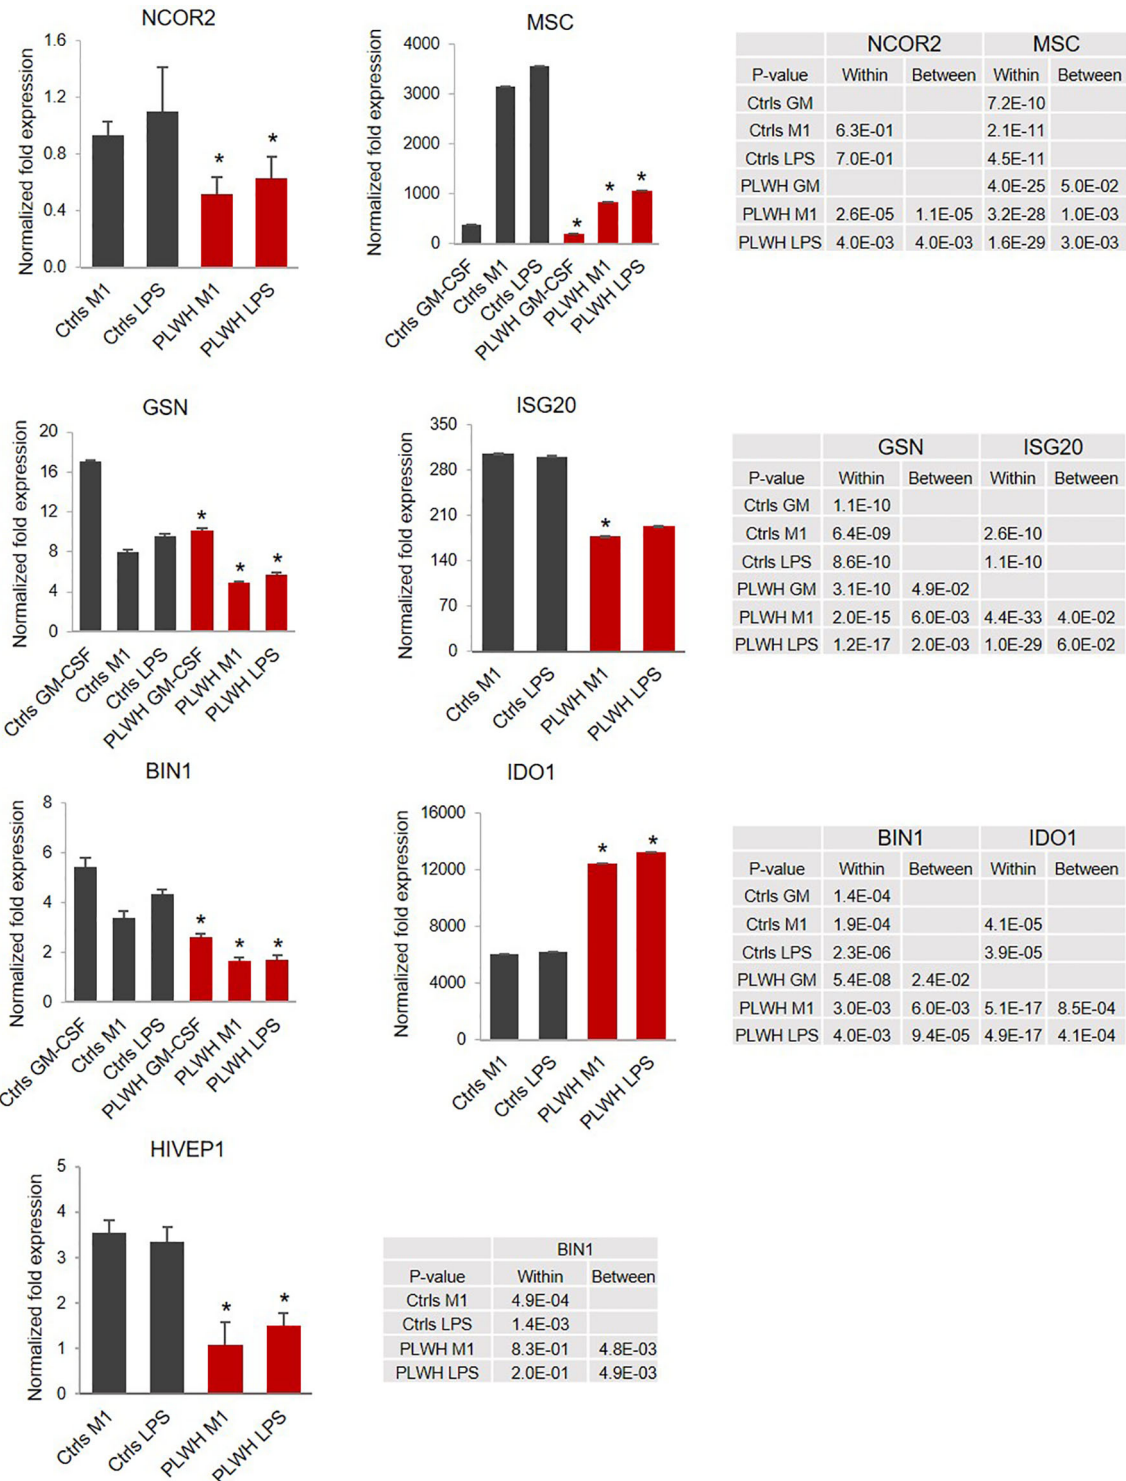 NCOR2
Normalized fold expression
1.6
1.2
0.8
0.4
0.0
* *
Ctrls M1
Ctrls LPS
PLWH M1
PLWH LPS
MSC
Normalized fold expression
4000
3000
2000
1000
0
* * *
Ctrls GM-CSF
Ctrls M1
Ctrls LPS
PLWH GM-CSF
PLWH M1
PLWH LPS
NCOR2 MSC
P-value Within Between Within Between
Ctrls GM 7.2E-10
Ctrls M1 6.3E-01 2.1E-11
Ctrls LPS 7.0E-01 4.5E-11
PLWH GM 4.0E-25 5.0E-02
PLWH M1 2.6E-05 1.1E-05 3.2E-28 1.0E-03
PLWH LPS 4.0E-03 4.0E-03 1.6E-29 3.0E-03
GSN
Normalized fold expression
20
16
12
8
4
0
* * *
Ctrls GM-CSF
Ctrls M1
Ctrls LPS
PLWH GM-CSF
PLWH M1
PLWH LPS
ISG20
Normalized fold expression
350
280
210
140
70
0
*
Ctrls M1
Ctrls LPS
PLWH M1
PLWH LPS
GSN ISG20
P-value Within Between Within Between
Ctrls GM 1.1E-10
Ctrls M1 6.4E-09 2.6E-10
Ctrls LPS 8.6E-10 1.1E-10
PLWH GM 3.1E-10 4.9E-02
PLWH M1 2.0E-15 6.0E-03 4.4E-33 4.0E-02
PLWH LPS 1.2E-17 2.0E-03 1.0E-29 6.0E-02
BIN1
Normalized fold expression
8
6
4
2
0
* * *
Ctrls GM-CSF
Ctrls M1
Ctrls LPS
PLWH GM-CSF
PLWH M1
PLWH LPS
IDO1
Normalized fold expression
16000
12000
8000
4000
0
* *
Ctrls M1
Ctrls LPS
PLWH M1
PLWH LPS
BIN1 IDO1
P-value Within Between Within Between
Ctrls GM 1.4E-04
Ctrls M1 1.9E-04 4.1E-05
Ctrls LPS 2.3E-06 3.9E-05
PLWH GM 5.4E-08 2.4E-02
PLWH M1 3.0E-03 6.0E-03 5.1E-17 8.5E-04
PLWH LPS 4.0E-03 9.4E-05 4.9E-17 4.1E-04
HIVEP1
Normalized fold expression
5
4
3
2
1
0
* *
Ctrls M1
Ctrls LPS
PLWH M1
PLWH LPS
BIN1
P-value Within Between
Ctrls M1 4.9E-04
Ctrls LPS 1.4E-03
PLWH M1 8.3E-01 4.8E-03
PLWH LPS 2.0E-01 4.9E-03